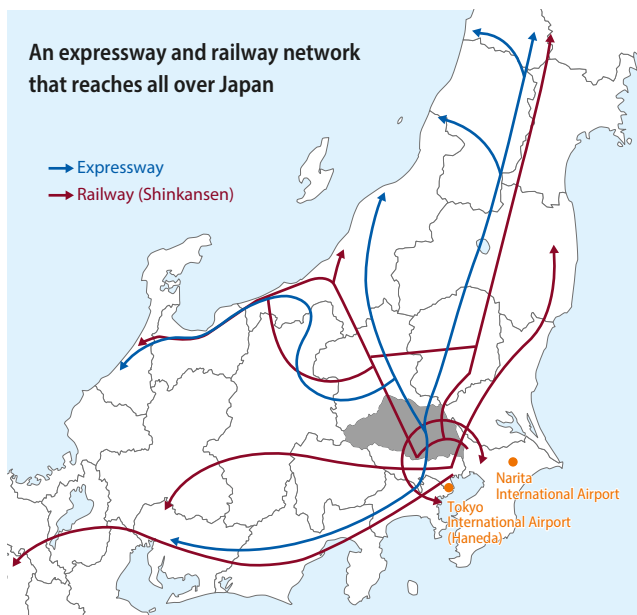 An expressway and railway network
that reaches all over Japan
Expressway
Railway (Shinkansen)
Narita
International Airport
Tokyo
International Airport
(Haneda)